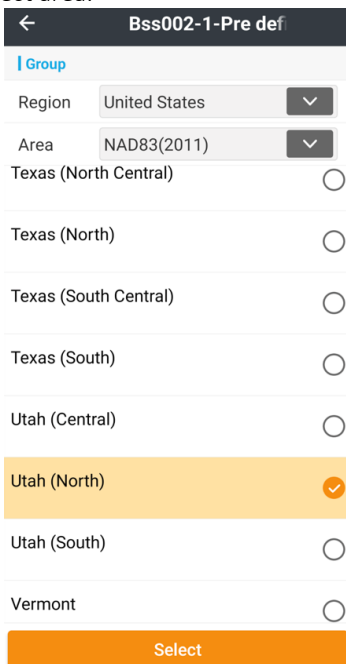 Bss002-1-Pre def
Group
Region United States
Area NAD83(2011)
Texas (North Central)
Texas (North)
Texas (South Central)
Texas (South)
Utah (Central)
Utah (North)
Utah (South)
Vermont
Select